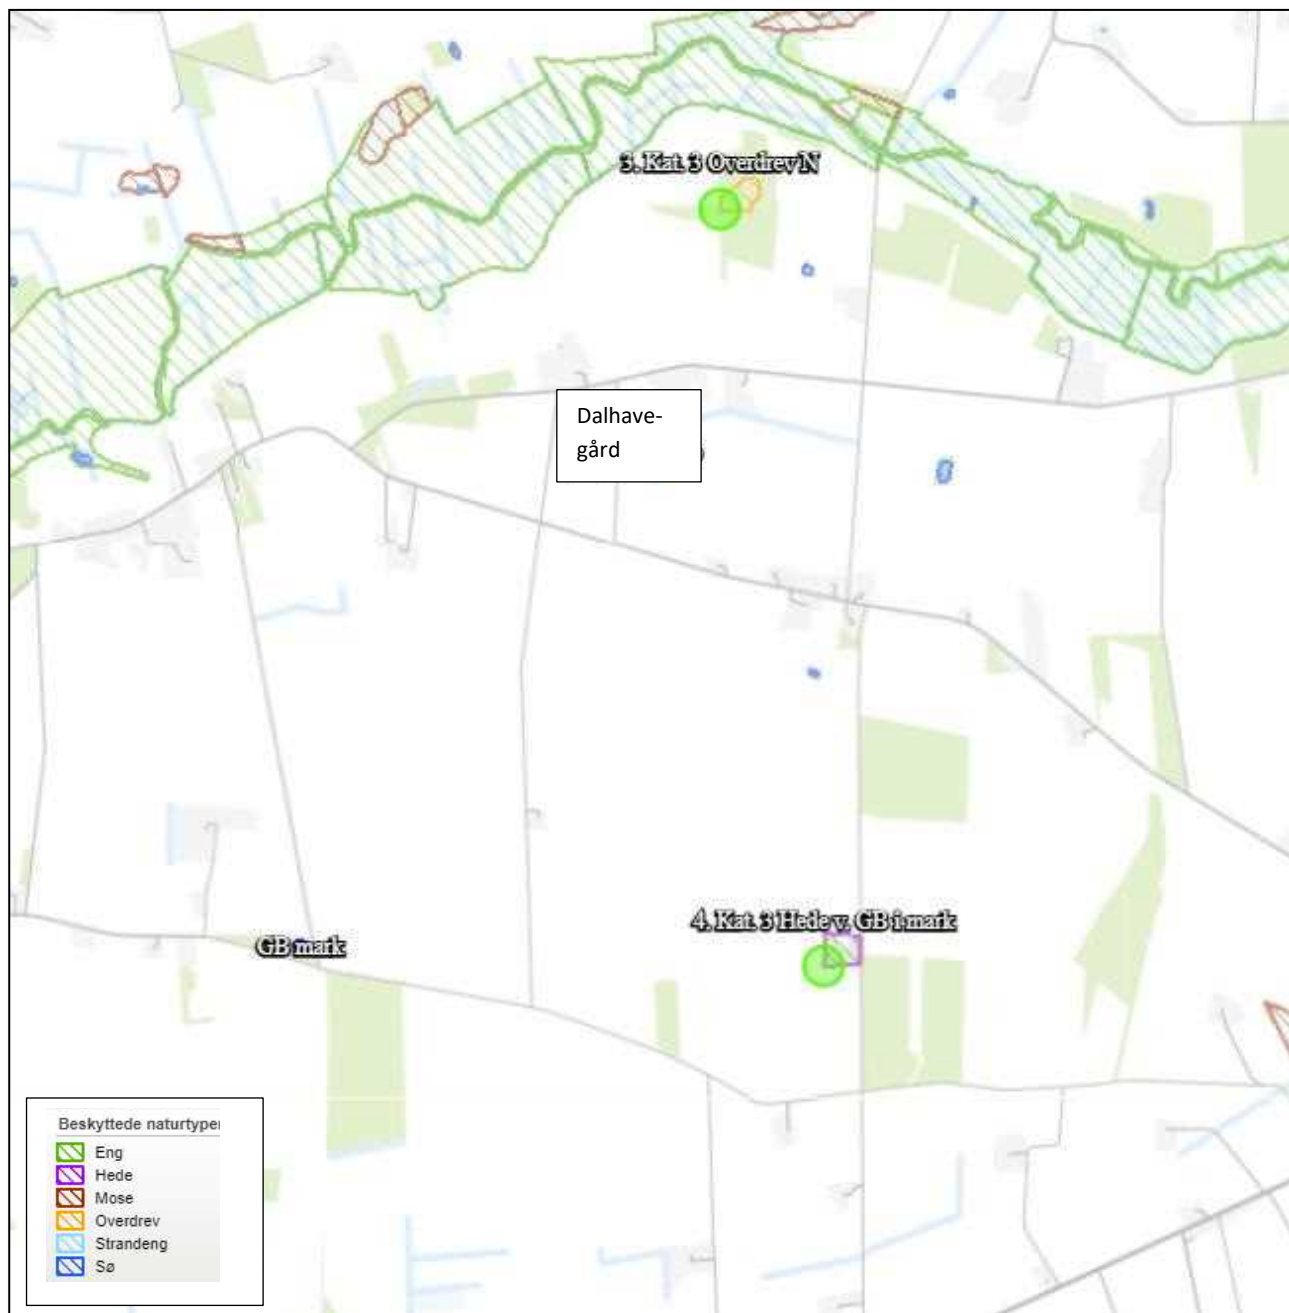 3. Kat. 3 Overdrev N
Dalhave-
gård
4. Kat. 3 Hede v. GB i mark
GB mark
Beskyttede naturtyper
Eng
Hede
Mose
Overdrev
Strandeng
Sø